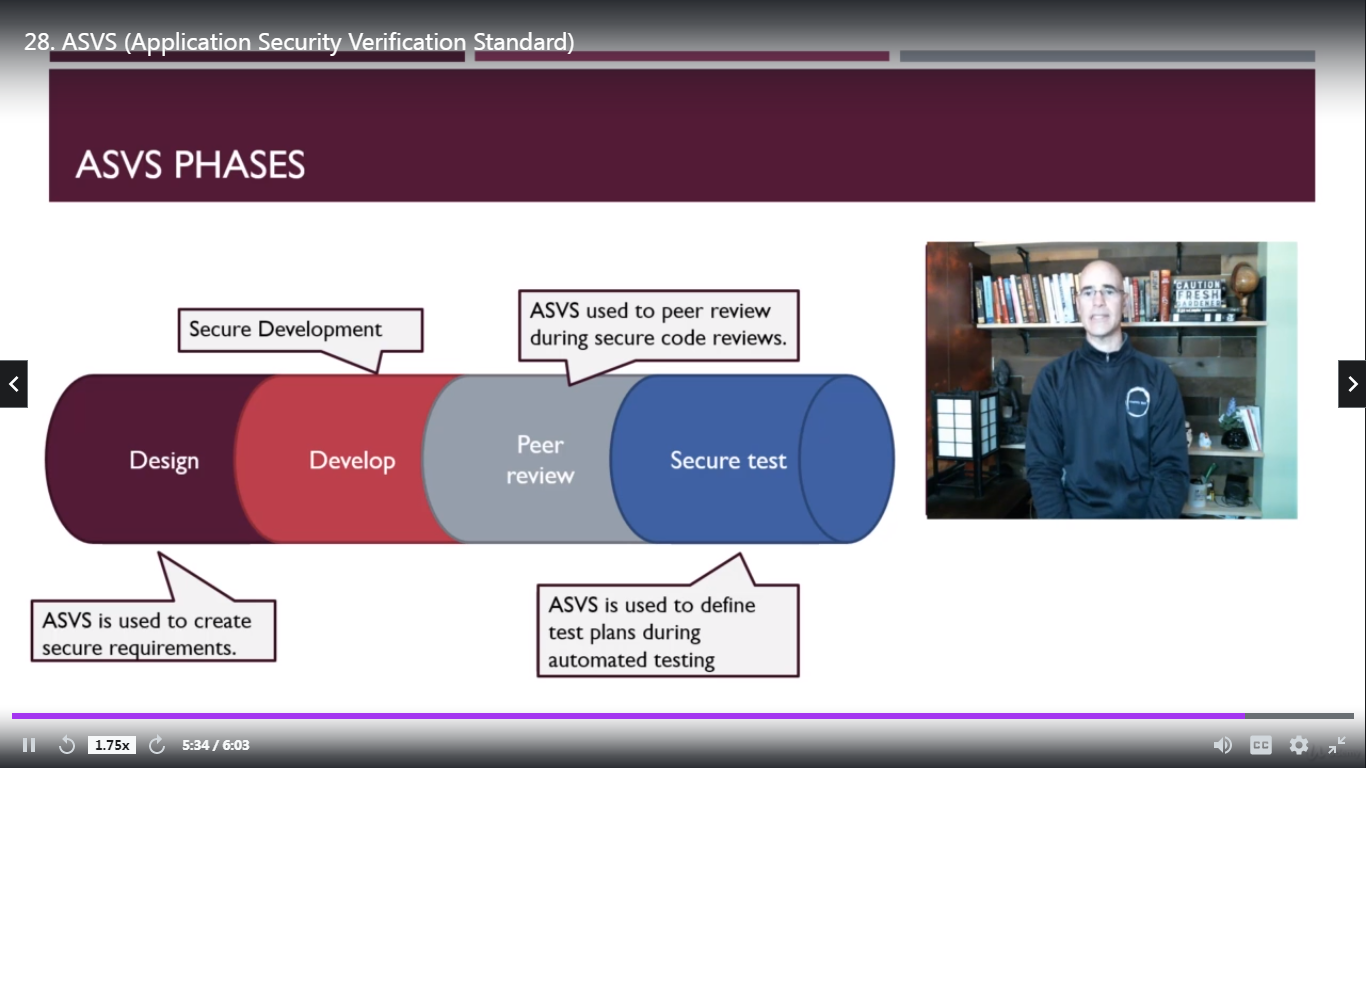 28. ASVS (Application Security Verification Standard)
ASVS PHASES
Secure Development
ASVS used to peer review
during secure code reviews.
CAUTION
FRESH
GARDENER
Design
Develop
Peer
review
Secure test
ASVS is used to create
secure requirements.
ASVS is used to define
test plans during
automated testing
1.75x
5:34 / 6:03
CC